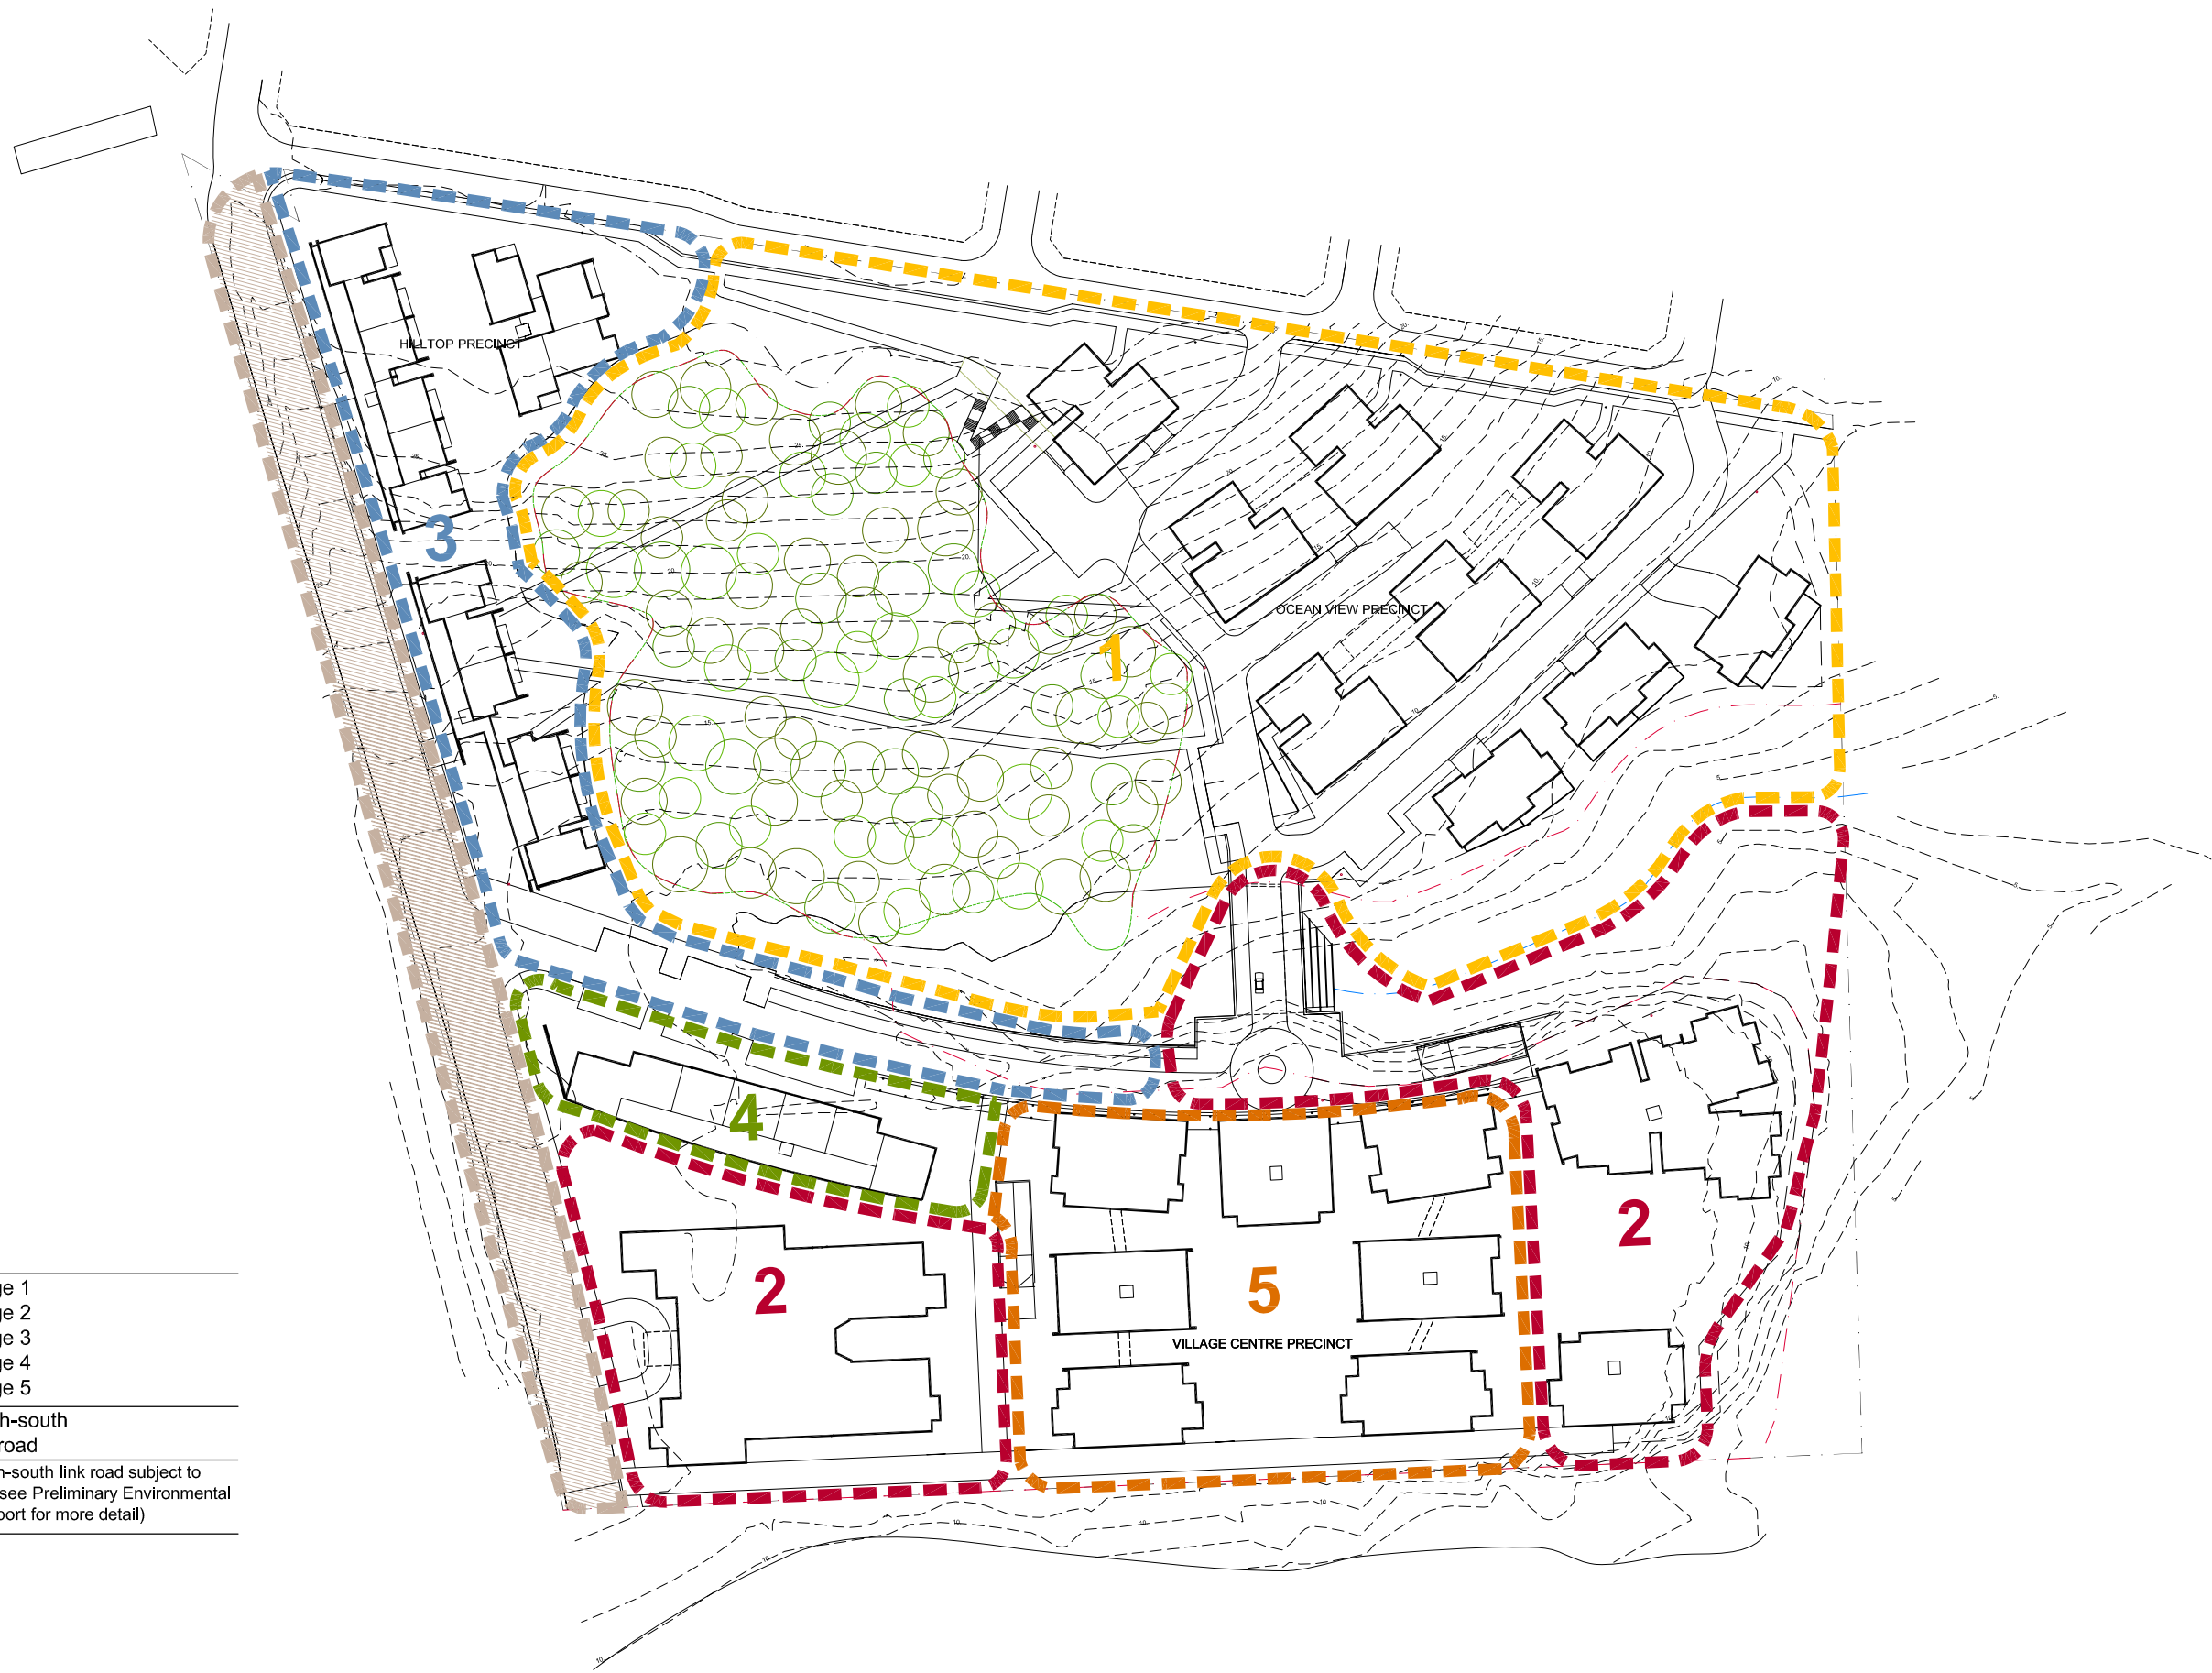 HILLTOP PRECINCT
3
OCEAN VIEW PRECINCT
1
4
2
2
5
VILLAGE CENTRE PRECINCT
ge 1
ge 2
ge 3
ge 4
ge 5
h-south
road
h-south link road subject to
see Preliminary Environmental
port for more detail)